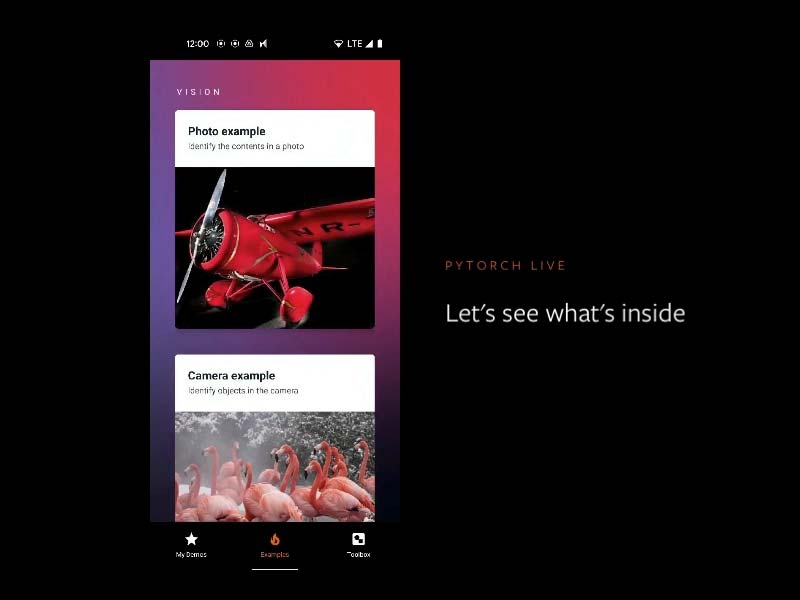 12:00
LTE
VISION
Photo example
Identify the contents in a photo
NR-
Camera example
Identify objects in the camera
My Demos
Examples
Toolbox
PYTORCH LIVE
Let's see what's inside